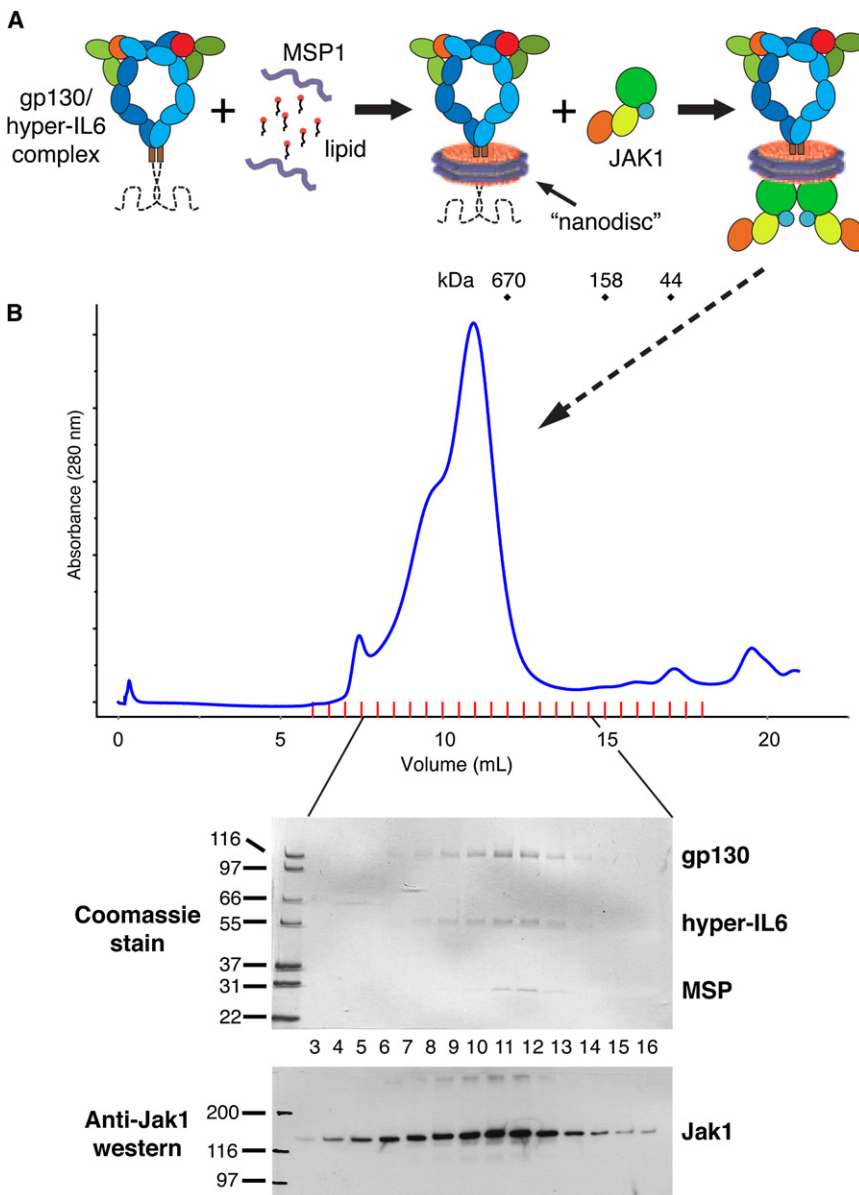 A
gp130/
hyper-IL6
complex
MSP1
lipid
"nanodisc"
JAK1
kDa 670 158 44
B
Absorbance (280 nm)
0 5 10 15 20
Volume (mL)
Coomassie
stain
116
97
66
55
37
31
22
gp130
hyper-IL6
MSP
3 4 5 6 7 8 9 10 11 12 13 14 15 16
Anti-Jak1
western
200
116
97
Jak1